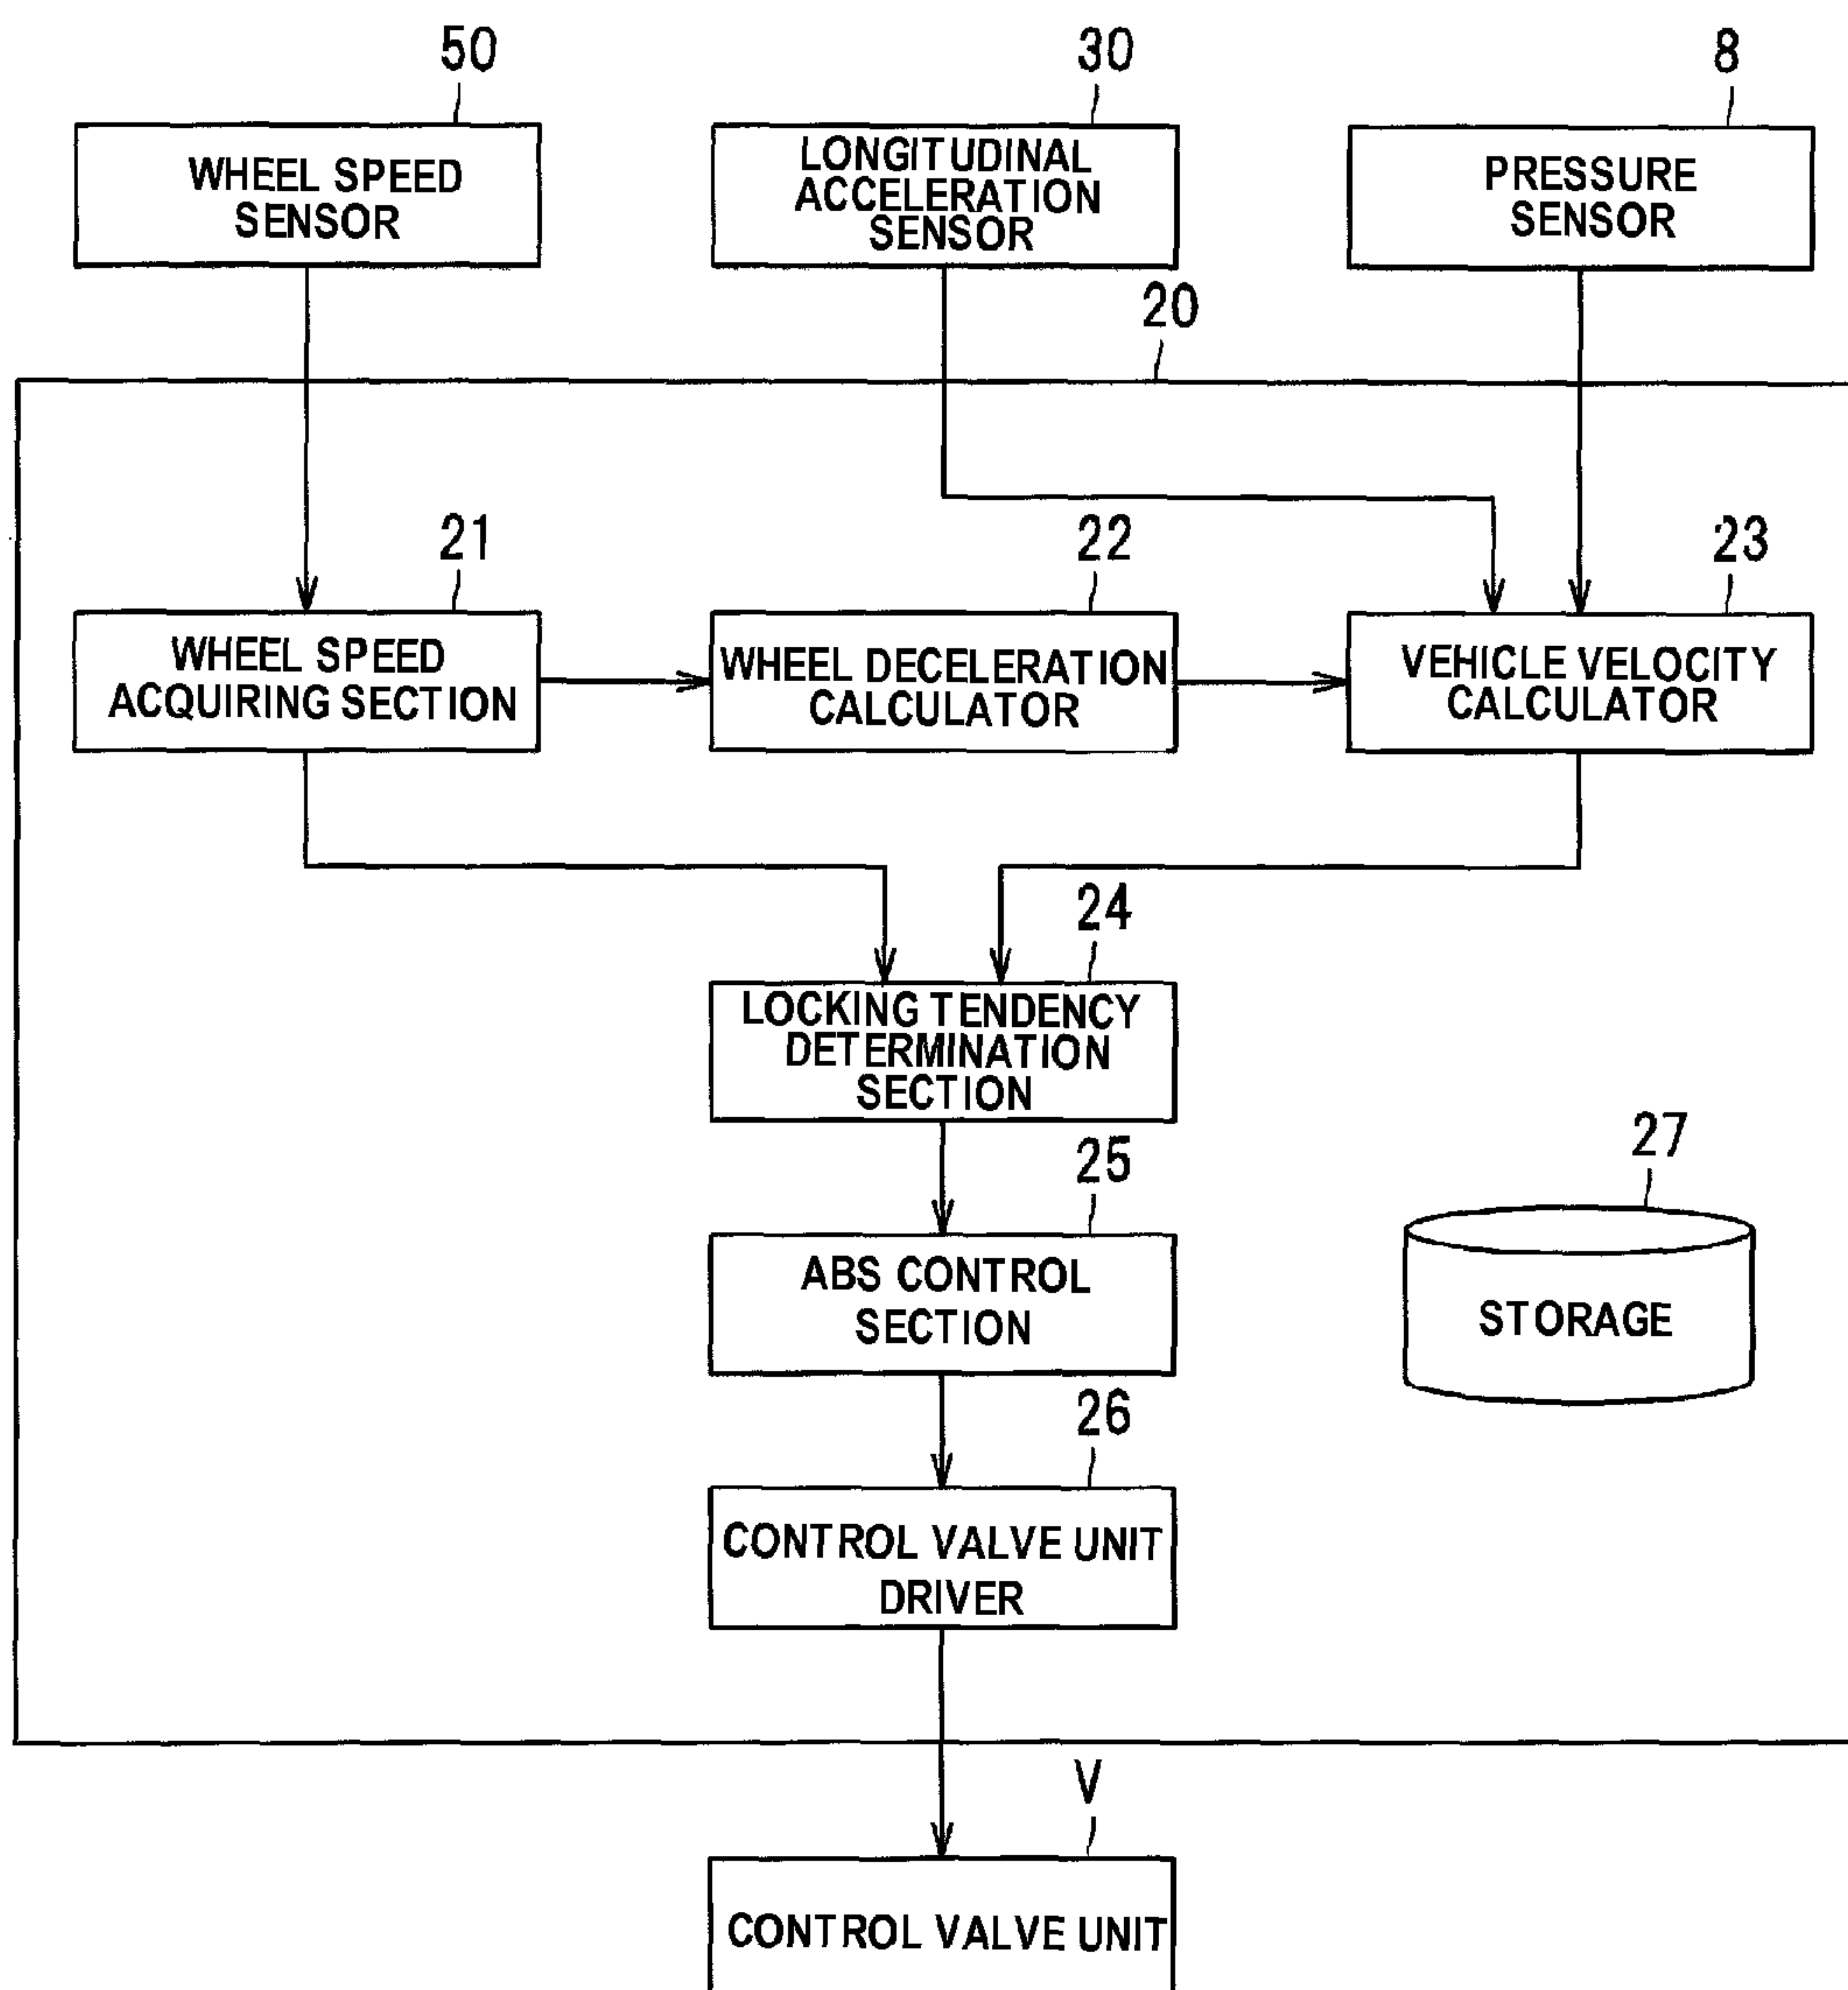 50
30
8
WHEEL SPEED
SENSOR
LONGITUDINAL
ACCELERATION
SENSOR
PRESSURE
SENSOR
20
21
22
23
WHEEL SPEED
ACQUIRING SECTION
WHEEL DECELERATION
CALCULATOR
VEHICLE VELOCITY
CALCULATOR
24
LOCKING TENDENCY
DETERMINATION
SECTION
25
27
ABS CONTROL
SECTION
STORAGE
26
CONTROL VALVE UNIT
DRIVER
V
CONTROL VALVE UNIT